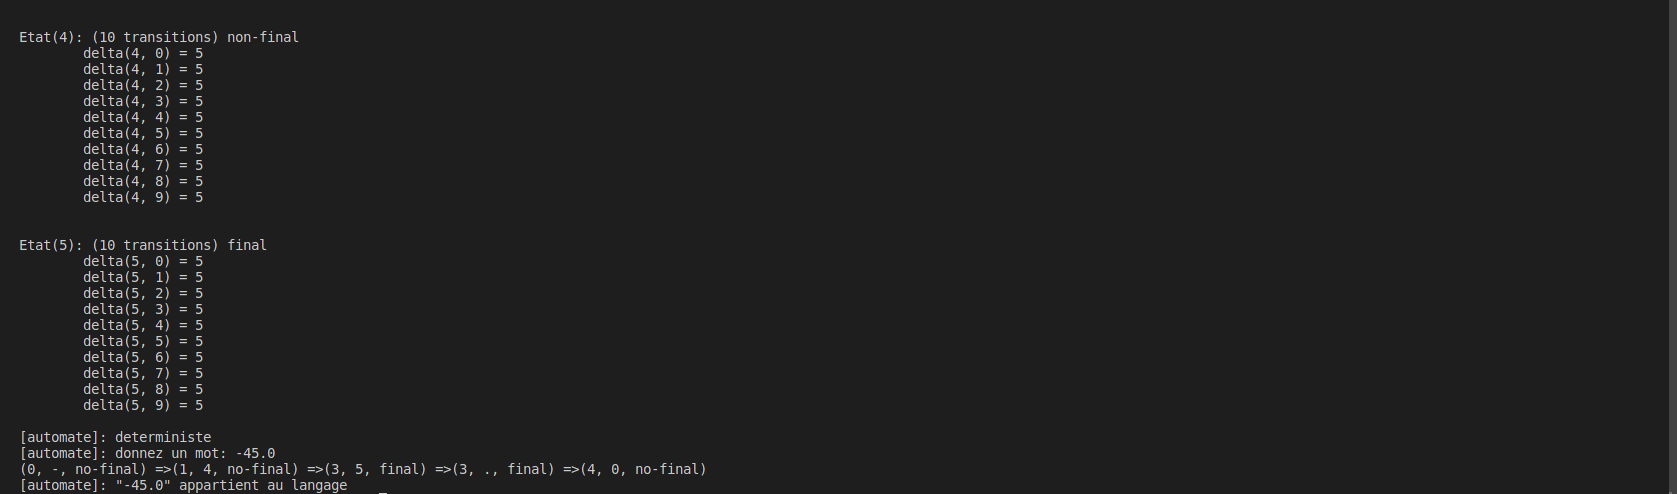 Etat(4): (10 transitions) non-final
delta(4, 0) = 5
delta(4, 1) = 5
delta(4, 2) = 5
delta(4, 3) = 5
delta(4, 4) = 5
delta(4, 5) = 5
delta(4, 6) = 5
delta(4, 7) = 5
delta(4, 8) = 5
delta(4, 9) = 5
Etat(5): (10 transitions) final
delta(5, 0) = 5
delta(5, 1) = 5
delta(5, 2) = 5
delta(5, 3) = 5
delta(5, 4) = 5
delta(5, 5) = 5
delta(5, 6) = 5
delta(5, 7) = 5
delta(5, 8) = 5
delta(5, 9) = 5
[automate]: deterministe
[automate]: donnez un mot: -45.0
(0, -, no-final) =>(1, 4, no-final) =>(3, 5, final) =>(3, ., final) =>(4, 0, no-final)
[automate]: "-45.0" appartient au langage